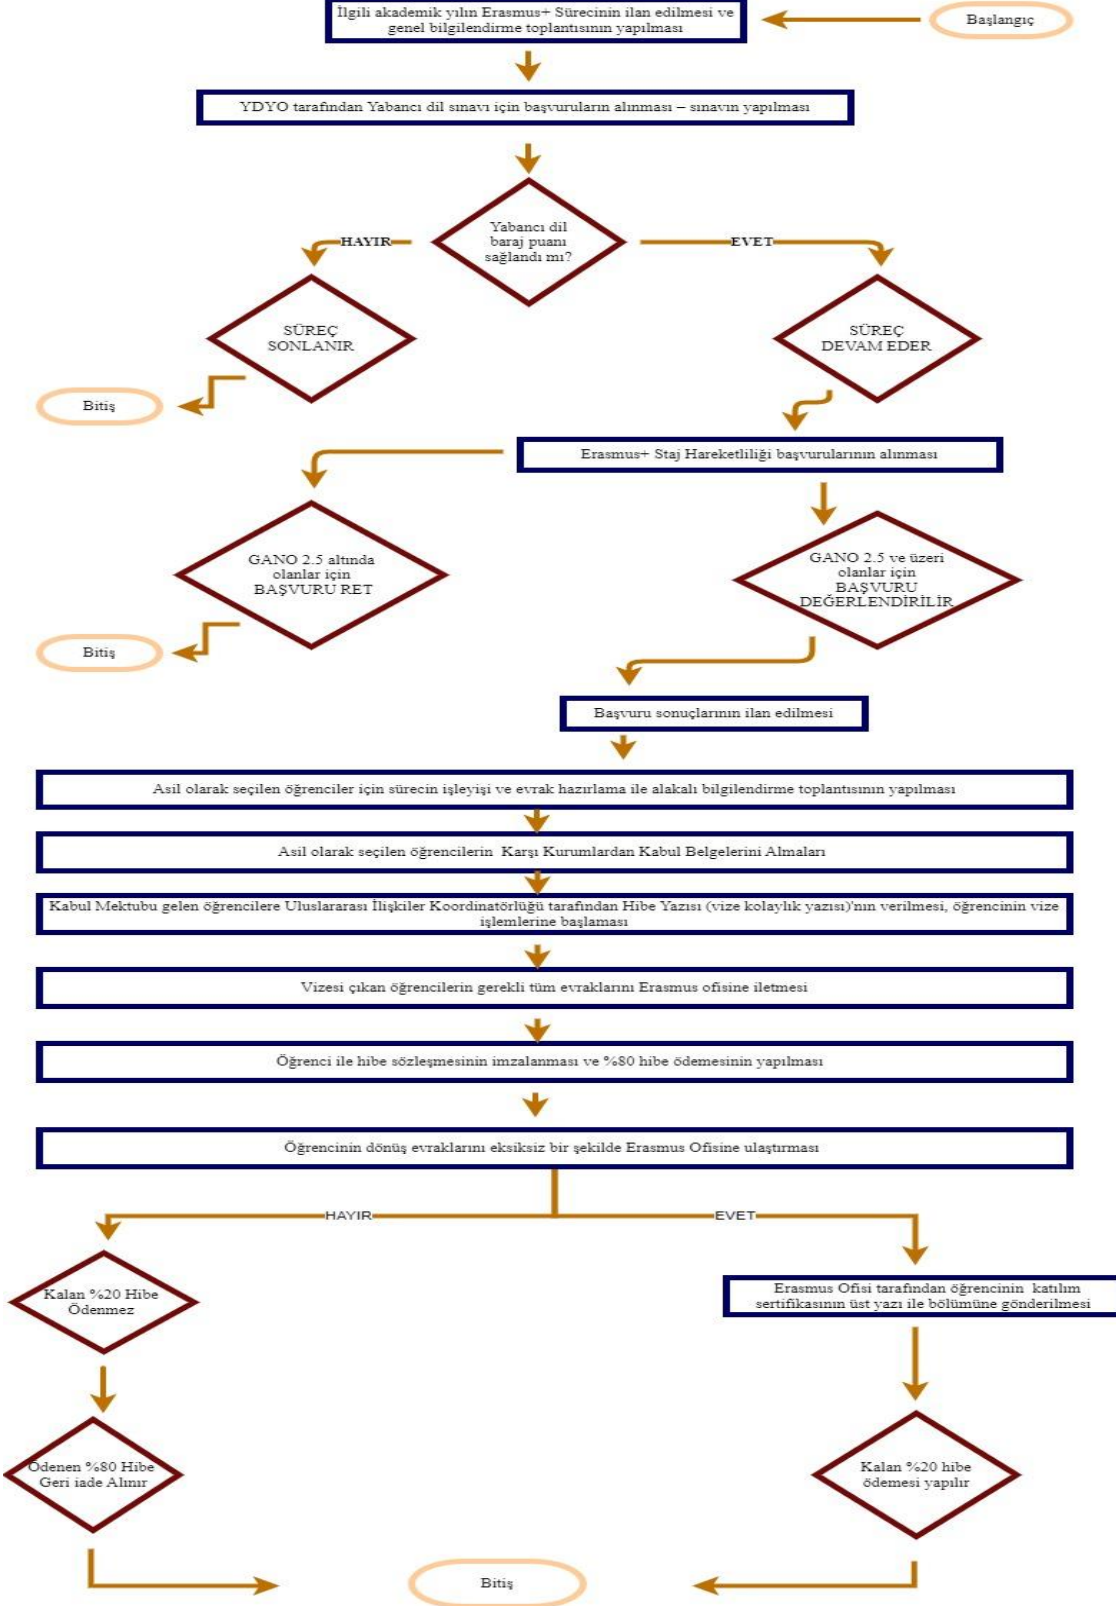 İlgili akademik yılın Erasmus+ Sürecinin ilan edilmesi ve
genel bilgilendirme toplantısının yapılması
Başlangıç
YDYO tarafından Yabancı dil sınavı için başvuruların alınması – sınavın yapılması
Yabancı dil
baraj puanı
sağlandı mı?
HAYIR
EVET
SÜREÇ
SONLANIR
SÜREÇ
DEVAM EDER
Bitiş
Erasmus+ Staj Hareketliliği başvurularının alınması
GANO 2.5 altında
olanlar için
BAŞVURU RET
GANO 2.5 ve üzeri
olanlar için
BAŞVURU
DEĞERLENDİRİLİR
Bitiş
Başvuru sonuçlarının ilan edilmesi
Asil olarak seçilen öğrenciler için sürecin işleyişi ve evrak hazırlama ile alakalı bilgilendirme toplantısının yapılması
Asil olarak seçilen öğrencilerin Karşı Kurumlardan Kabul Belgelerini Almaları
Kabul Mektubu gelen öğrencilere Uluslararası İlişkiler Koordinatörlüğü tarafından Hibe Yazısı (vize kolaylık yazısı)'nın verilmesi, öğrencinin vize
işlemlerine başlaması
Vizesi çıkan öğrencilerin gerekli tüm evraklarını Erasmus ofisine iletmesi
Öğrenci ile hibe sözleşmesinin imzalanması ve %80 hibe ödemesinin yapılması
Öğrencinin dönüş evraklarını eksiksiz bir şekilde Erasmus Ofisine ulaştırması
HAYIR
EVET
Kalan %20 Hibe
Ödenmez
Erasmus Ofisi tarafından öğrencinin katılım
sertifikasının üst yazı ile bölümüne gönderilmesi
Ödenen %80 Hibe
Geri iade Alınır
Kalan %20 hibe
ödemesi yapılır
Bitiş